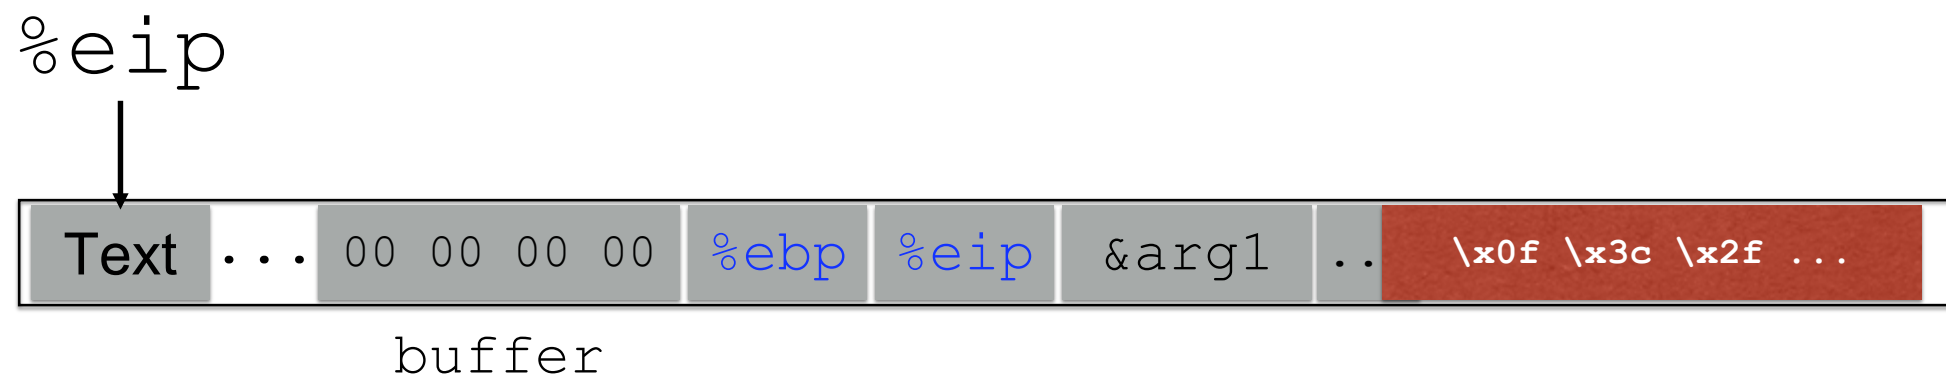 %eip
Text ... 00 00 00 00 %ebp %eip &arg1 .. \x0f \x3c \x2f ...
buffer